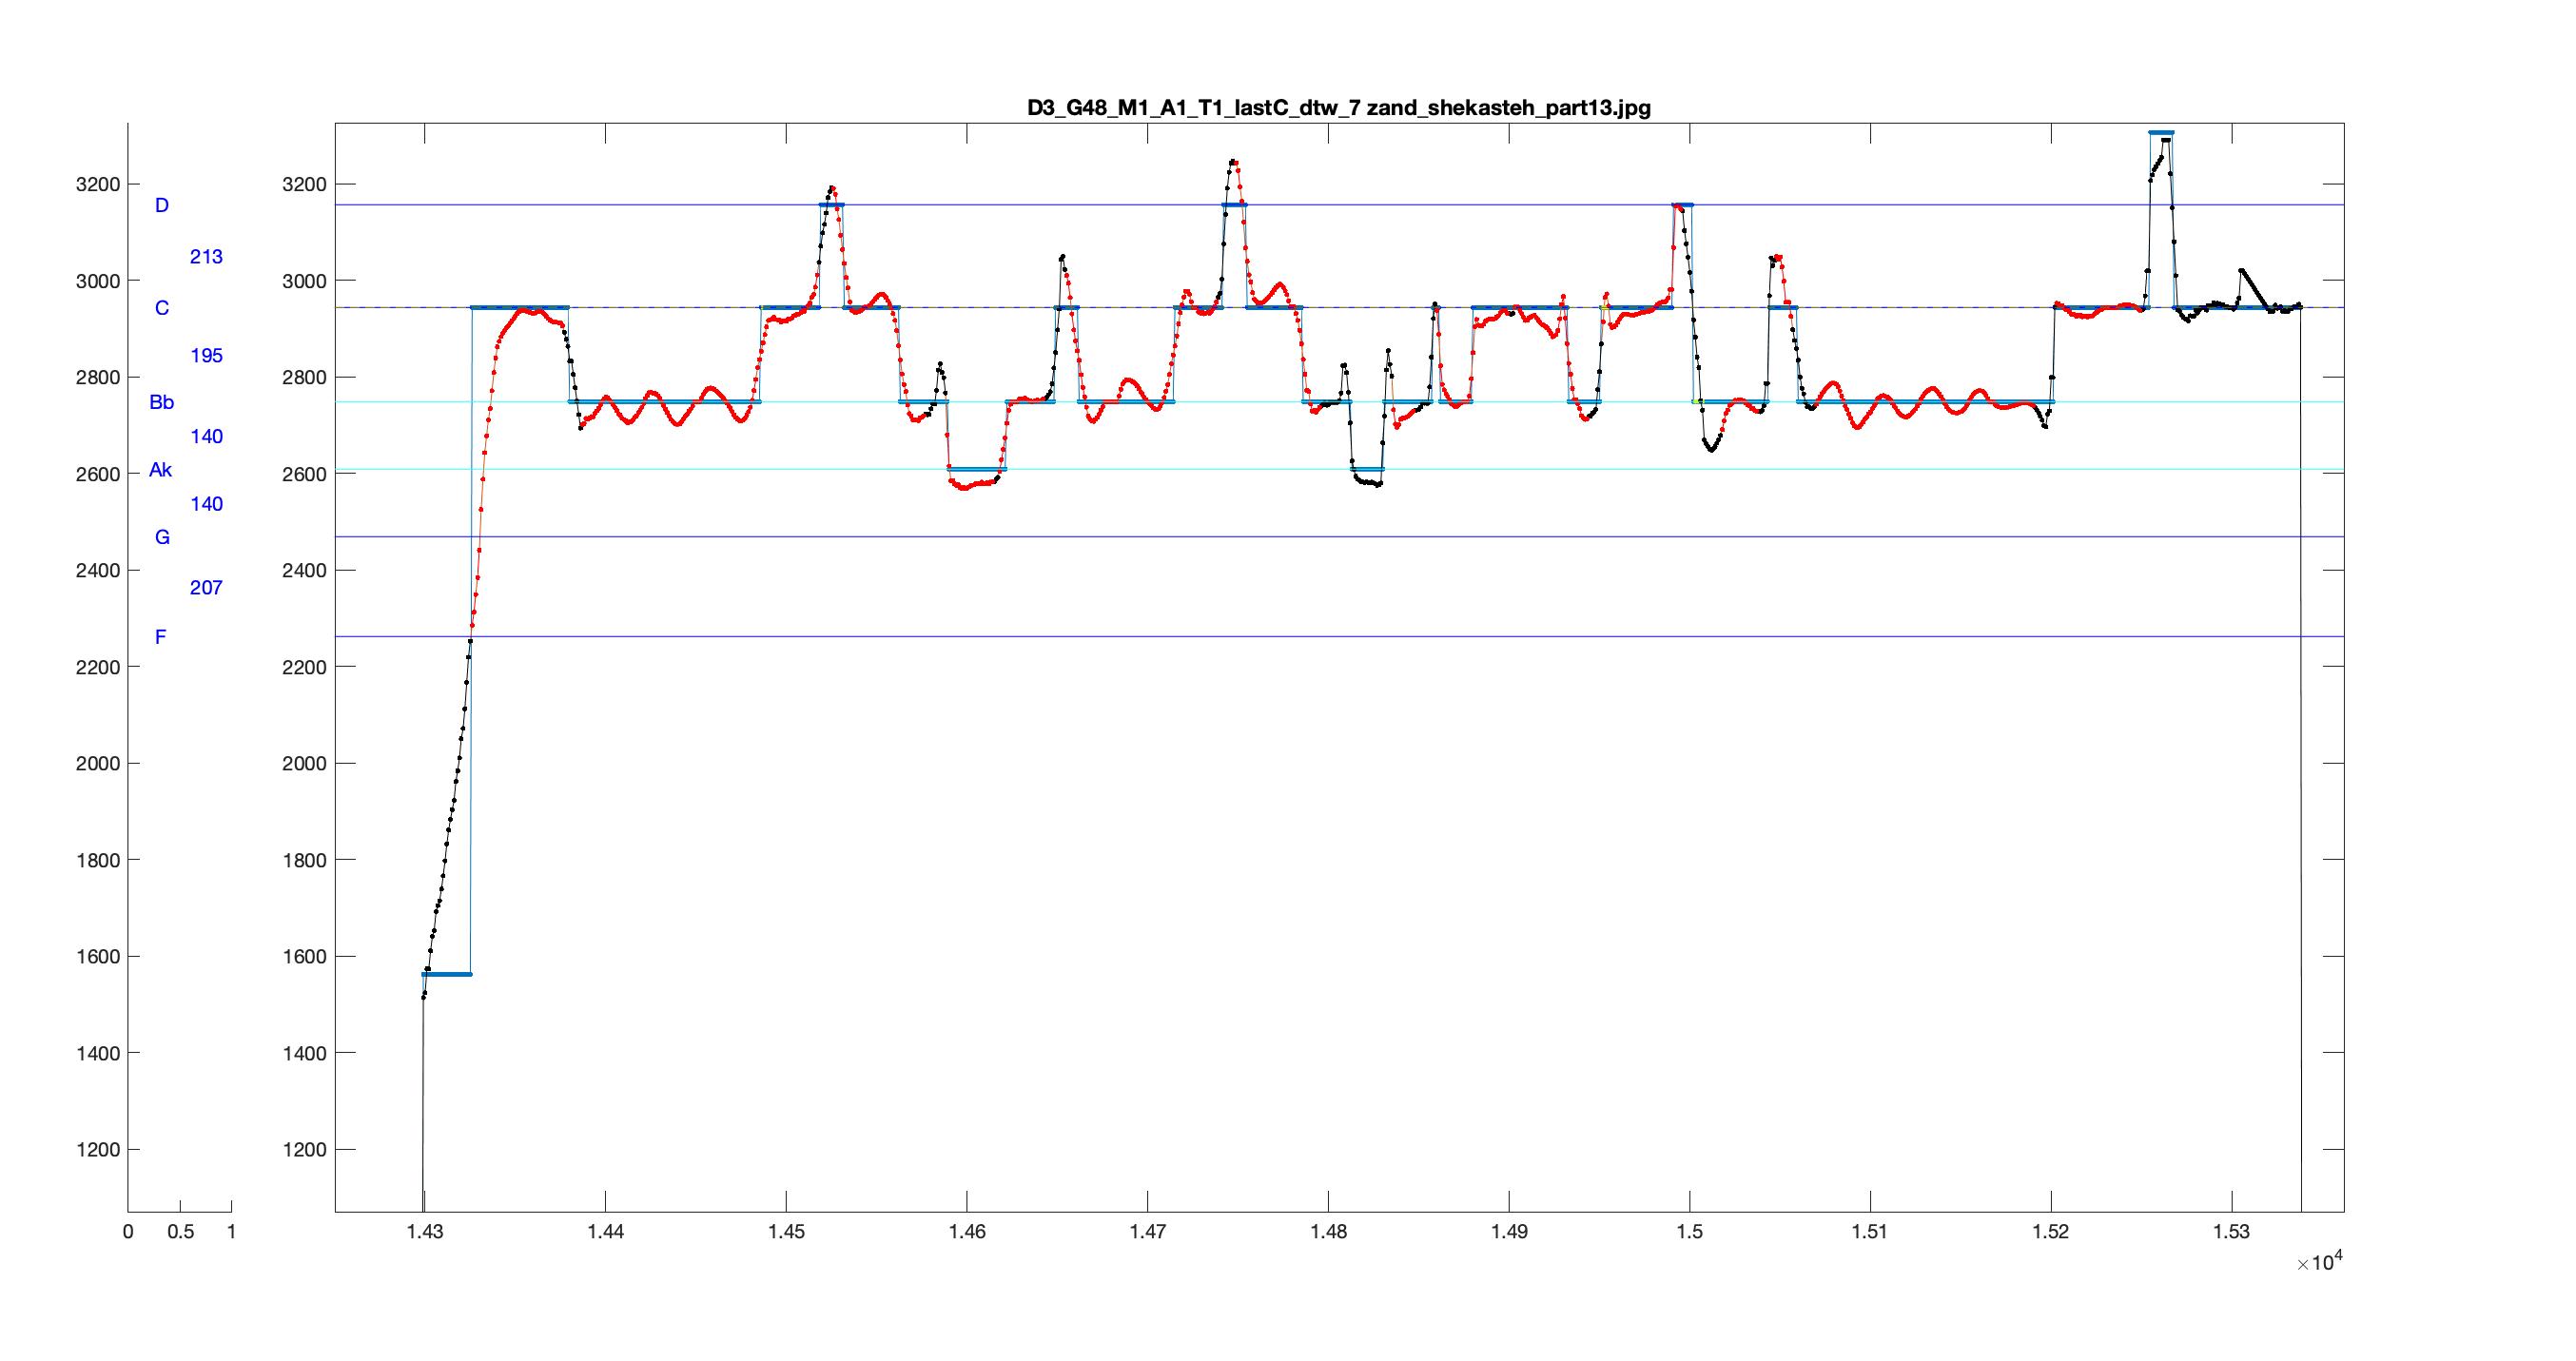 D3_G48_M1_A1_T1_lastC_dtw_7 zand_shekasteh_part13.jpg
3200 3200
D
213
3000 3000
C
195
2800 2800
Bb
140
2600 Ak 2600
140
G
2400 2400
207
F
2200 2200
2000 2000
1800 1800
1600 1600
1400 1400
1200 1200
0 0.5 1 1.43 1.44 1.45 1.46 1.47 1.48 1.49 1.5 1.51 1.52 1.53
×10⁴